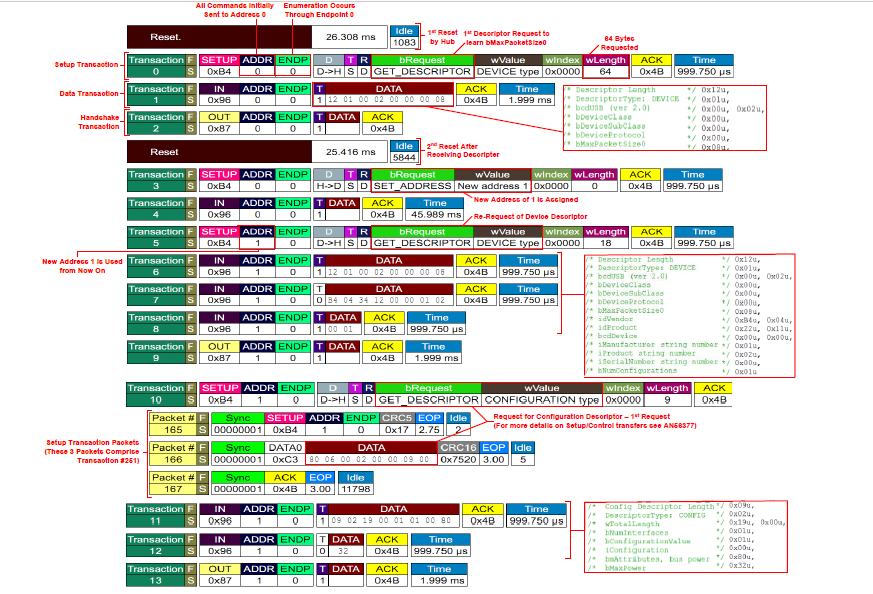 All Commands Initially
Sent to Address 0
Enumeration Occurs
Through Endpoint 0
Reset. 26.308 ms Idle 1083
1st Reset
by Hub
1st Descriptor Request to
learn bMaxPacketSize0
64 Bytes
Requested
Setup Transaction
Transaction F SETUP ADDR ENDP D T R bRequest wValue wIndex wLength ACK Time
0 S 0xB4 0 0 D->H S D GET_DESCRIPTOR DEVICE type 0x0000 64 0x4B 999.750 µs
Data Transaction
Transaction F IN ADDR ENDP T DATA ACK Time
1 S 0x96 0 0 1 12 01 00 02 00 00 00 08 0x4B 1.999 ms
Handshake
Transaction
Transaction F OUT ADDR ENDP T DATA ACK
2 S 0x87 0 0 1 0x4B
/* Descriptor Length */ 0x12u,
/* DescriptorType: DEVICE */ 0x01u,
/* bcdUSB (ver 2.0) */ 0x00u, 0x02u,
/* bDeviceClass */ 0x00u,
/* bDeviceSubClass */ 0x00u,
/* bDeviceProtocol */ 0x00u,
/* bMaxPacketSize0 */ 0x08u,
Reset 25.416 ms Idle 5844
2nd Reset After
Receiving Descripter
Transaction F SETUP ADDR ENDP D T R bRequest wValue wIndex wLength ACK Time
3 S 0xB4 0 0 H->D S D SET_ADDRESS New address 1 0x0000 0 0x4B 999.750 µs
New Address of 1 is Assigned
Transaction F IN ADDR ENDP T DATA ACK Time
4 S 0x96 0 0 1 0x4B 45.989 ms
Re-Request of Device Descriptor
Transaction F SETUP ADDR ENDP D T R bRequest wValue wIndex wLength ACK Time
5 S 0xB4 1 0 D->H S D GET_DESCRIPTOR DEVICE type 0x0000 18 0x4B 999.750 µs
New Address 1 is Used
from Now On
Transaction F IN ADDR ENDP T DATA ACK Time
6 S 0x96 1 0 1 12 01 00 02 00 00 00 08 0x4B 999.750 µs
Transaction F IN ADDR ENDP T DATA ACK Time
7 S 0x96 1 0 0 B4 04 34 12 00 00 01 02 0x4B 999.750 µs
Transaction F IN ADDR ENDP T DATA ACK Time
8 S 0x96 1 0 1 00 01 0x4B 999.750 µs
Transaction F OUT ADDR ENDP T DATA ACK Time
9 S 0x87 1 0 1 0x4B 1.999 ms
/* Descriptor Length */ 0x12u,
/* DescriptorType: DEVICE */ 0x01u,
/* bcdUSB (ver 2.0) */ 0x00u, 0x02u,
/* bDeviceClass */ 0x00u,
/* bDeviceSubClass */ 0x00u,
/* bDeviceProtocol */ 0x00u,
/* bMaxPacketSize0 */ 0x08u,
/* idVendor */ 0xB4u, 0x04u,
/* idProduct */ 0x22u, 0x11u,
/* bcdDevice */ 0x00u, 0x00u,
/* iManufacturer string number */ 0x01u,
/* iProduct string number */ 0x02u,
/* iSerialNumber string number */ 0x00u,
/* bNumConfigurations */ 0x01u
Transaction F SETUP ADDR ENDP D T R bRequest wValue wIndex wLength ACK
10 S 0xB4 1 0 D->H S D GET_DESCRIPTOR CONFIGURATION type 0x0000 9 0x4B
Packet # F Sync SETUP ADDR ENDP CRC5 EOP Idle
165 S 00000001 0xB4 1 0 0x17 2.75 2
Request for Configuration Descriptor – 1st Request
(For more details on Setup/Control transfers see AN56377)
Setup Transaction Packets
(These 3 Packets Comprise
Transaction #251)
Packet # F Sync DATA0 DATA CRC16 EOP Idle
166 S 00000001 0xC3 80 06 00 02 00 00 09 00 0x7520 3.00 5
Packet # F Sync ACK EOP Idle
167 S 00000001 0x4B 3.00 11798
Transaction F IN ADDR ENDP T DATA ACK Time
11 S 0x96 1 0 1 09 02 19 00 01 01 00 80 0x4B 999.750 µs
Transaction F IN ADDR ENDP T DATA ACK Time
12 S 0x96 1 0 0 32 0x4B 999.750 µs
Transaction F OUT ADDR ENDP T DATA ACK Time
13 S 0x87 1 0 1 0x4B 1.999 ms
/* Config Descriptor Length */ 0x09u,
/* DescriptorType: CONFIG */ 0x02u,
/* wTotalLength */ 0x19u, 0x00u,
/* bNumInterfaces */ 0x01u,
/* bConfigurationValue */ 0x01u,
/* iConfiguration */ 0x00u,
/* bmAttributes, bus power */ 0x80u,
/* bMaxPower */ 0x32u,